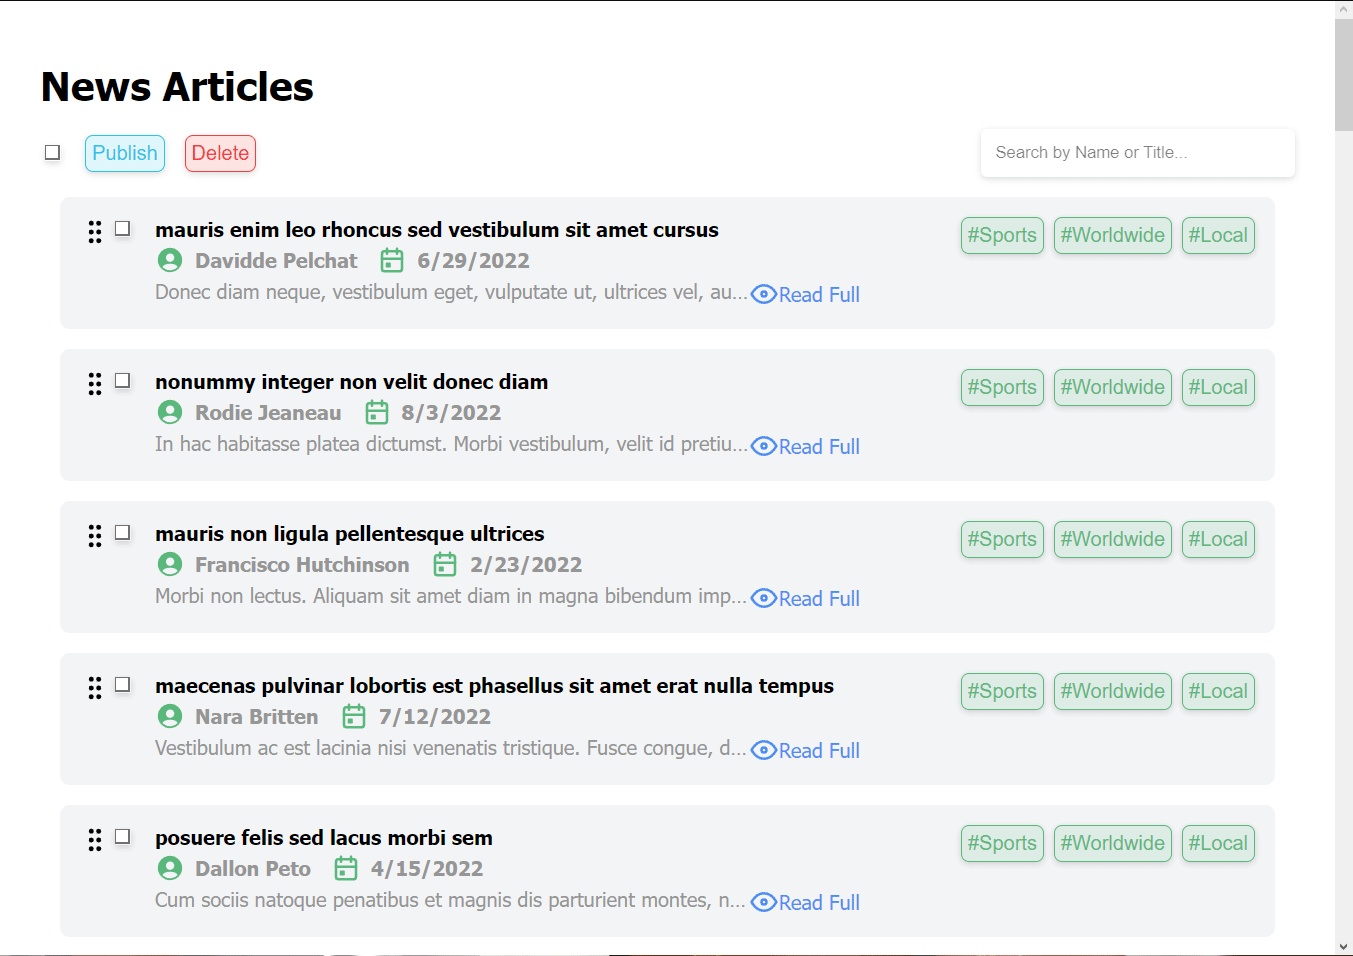 News Articles
Publish Delete Search by Name or Title...
mauris enim leo rhoncus sed vestibulum sit amet cursus #Sports #Worldwide #Local
Davidde Pelchat 6/29/2022
Donec diam neque, vestibulum eget, vulputate ut, ultrices vel, au... Read Full
nonummy integer non velit donec diam #Sports #Worldwide #Local
Rodie Jeaneau 8/3/2022
In hac habitasse platea dictumst. Morbi vestibulum, velit id pretiu... Read Full
mauris non ligula pellentesque ultrices #Sports #Worldwide #Local
Francisco Hutchinson 2/23/2022
Morbi non lectus. Aliquam sit amet diam in magna bibendum imp... Read Full
maecenas pulvinar lobortis est phasellus sit amet erat nulla tempus #Sports #Worldwide #Local
Nara Britten 7/12/2022
Vestibulum ac est lacinia nisi venenatis tristique. Fusce congue, d... Read Full
posuere felis sed lacus morbi sem #Sports #Worldwide #Local
Dallon Peto 4/15/2022
Cum sociis natoque penatibus et magnis dis parturient montes, n... Read Full